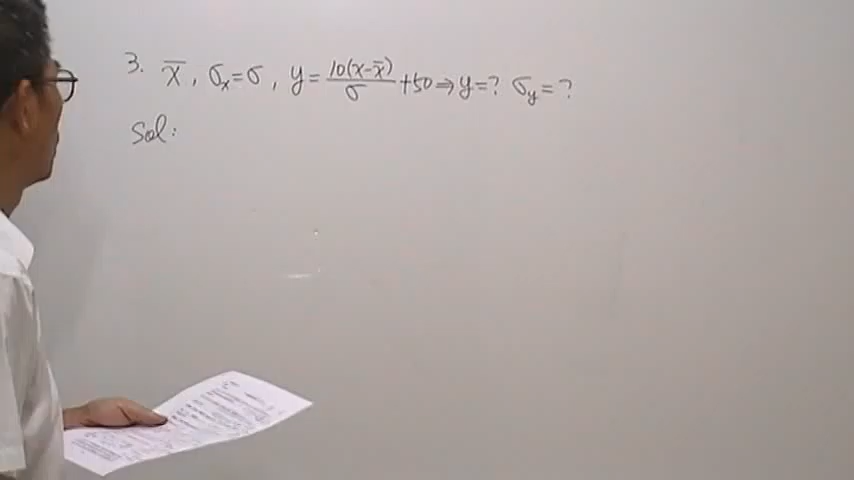 3. x̄, σₓ=σ, y=10(x-x̄)/σ+50⇒y=? σᵧ=?
Sol: